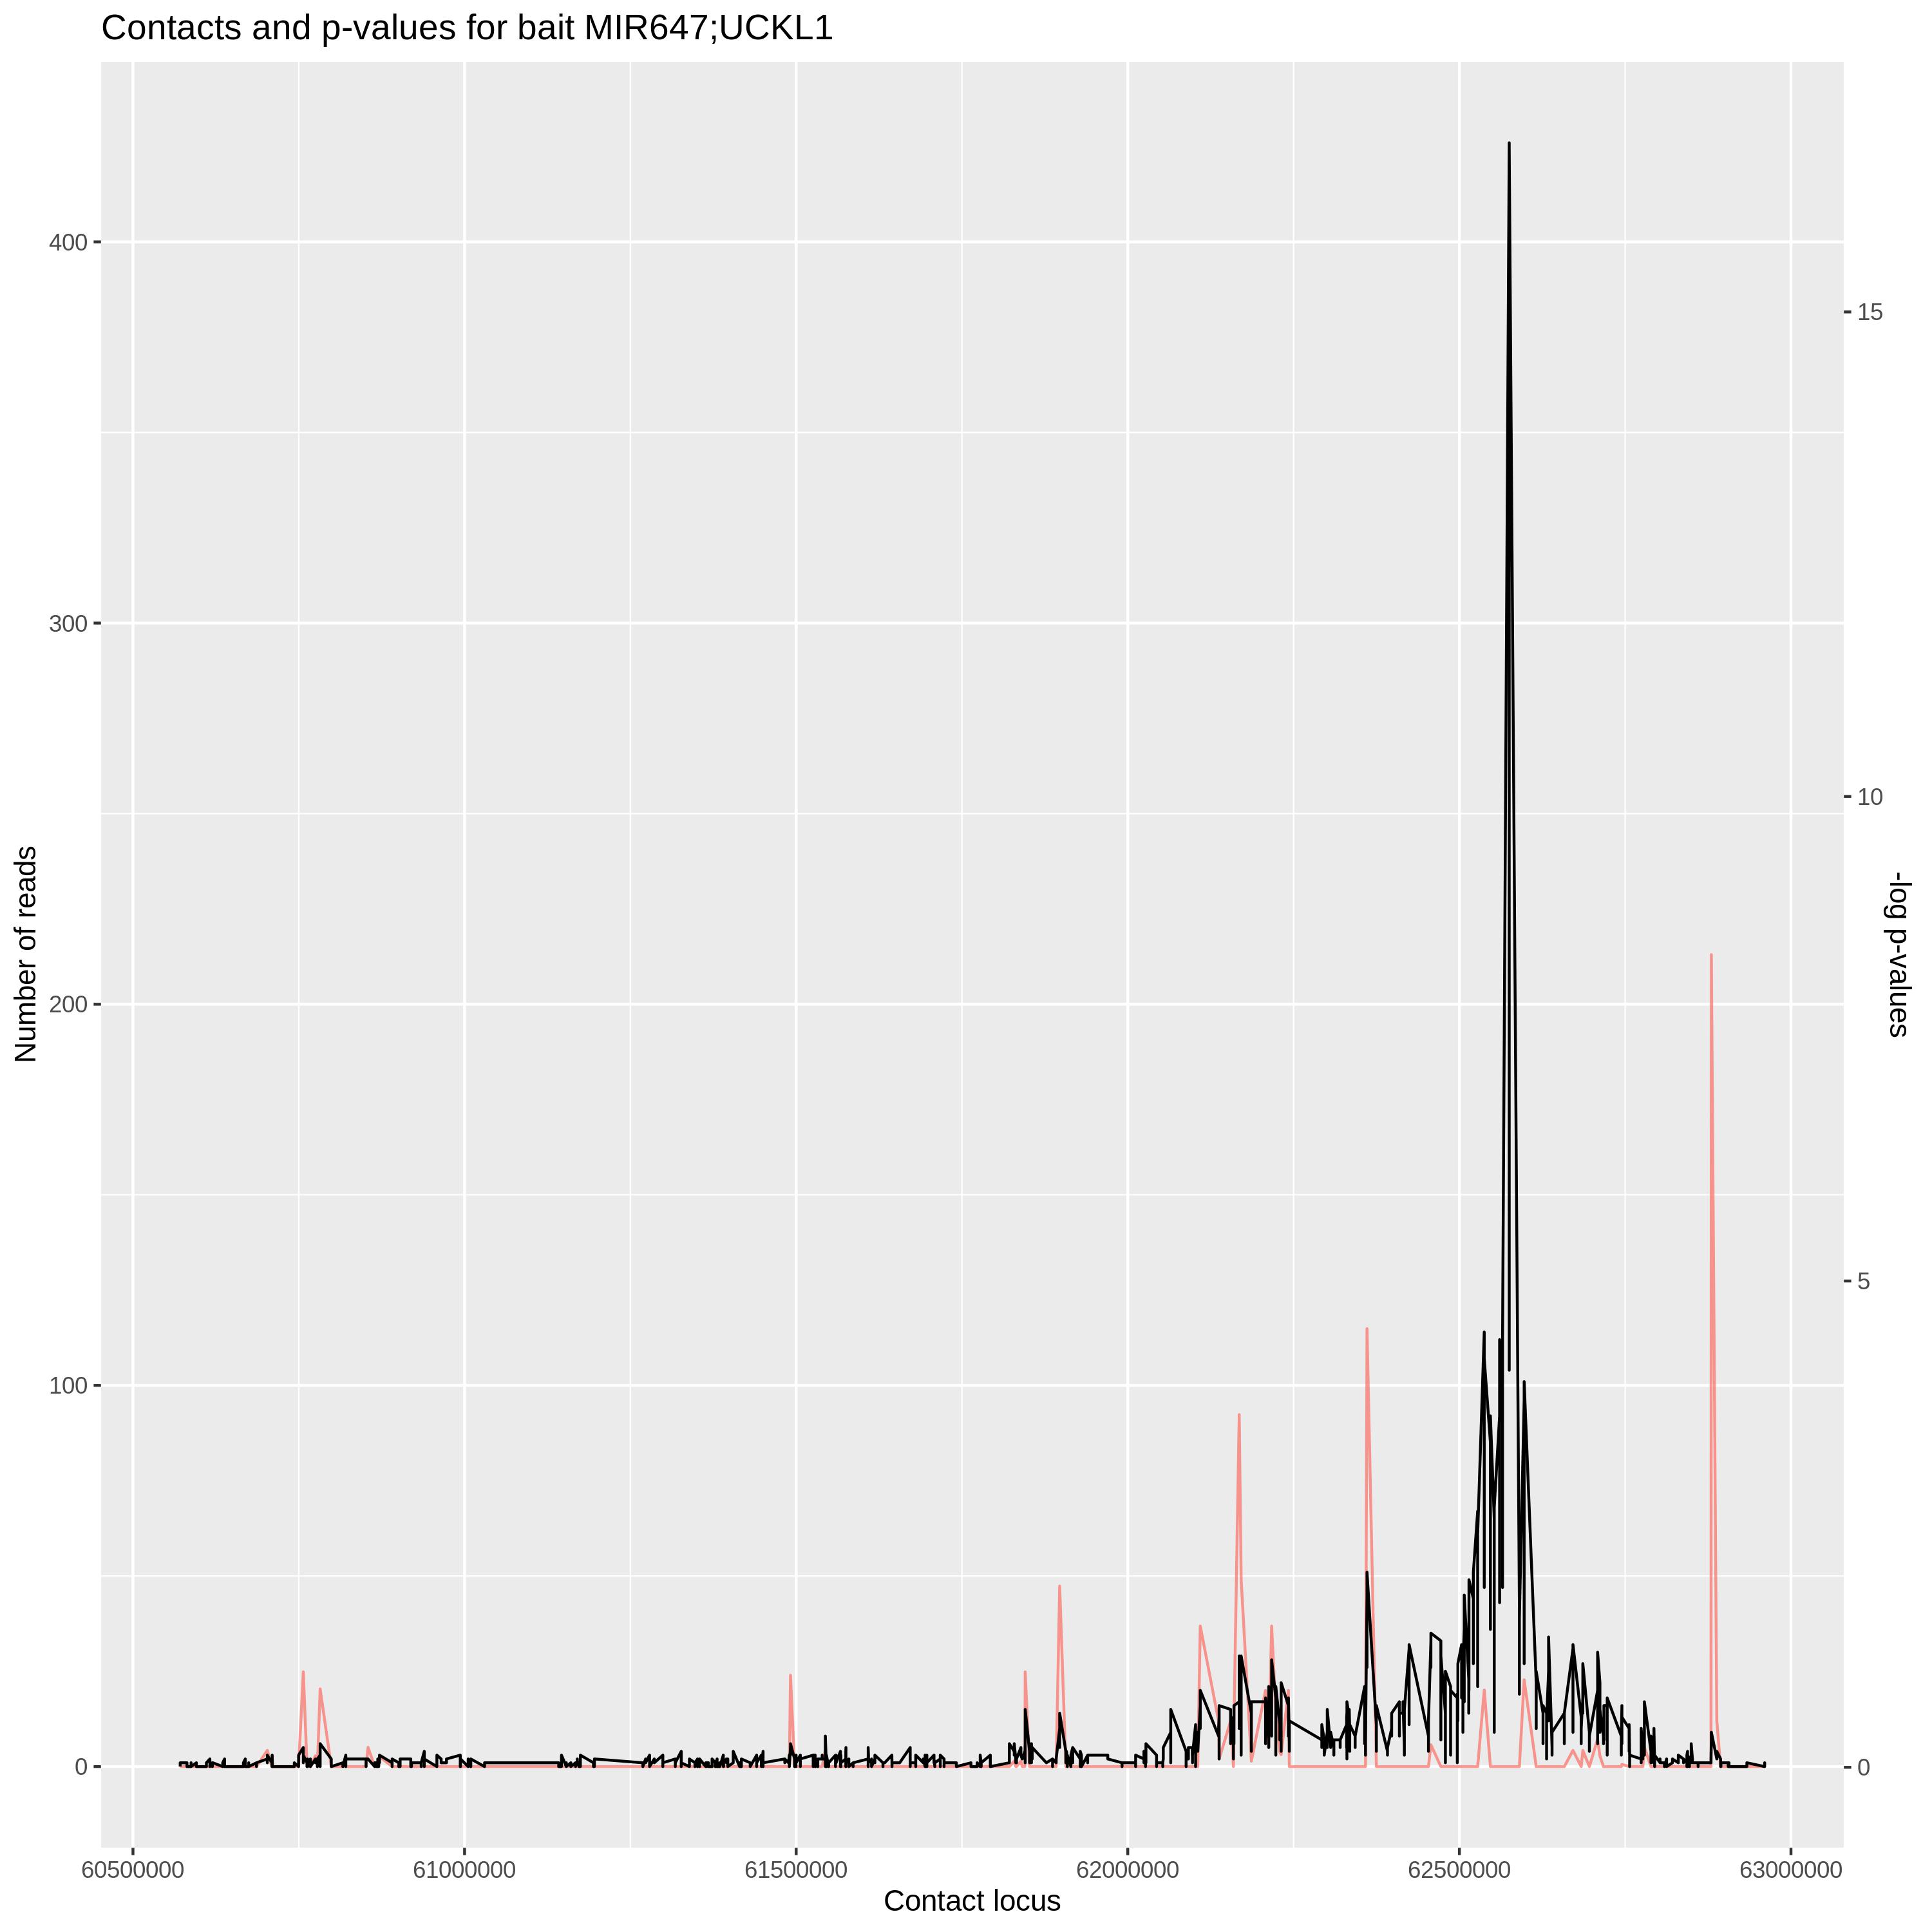 Contacts and p-values for bait MIR647;UCKL1
400
300
200
100
0
Number of reads
15
10
5
0
-log p-values
60500000 61000000 61500000 62000000 62500000 63000000
Contact locus